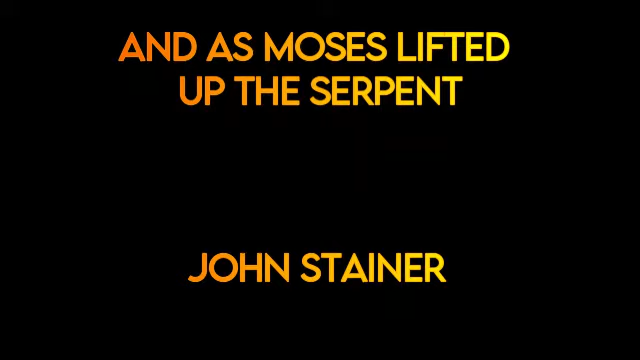 AND AS MOSES LIFTED
UP THE SERPENT
JOHN STAINER